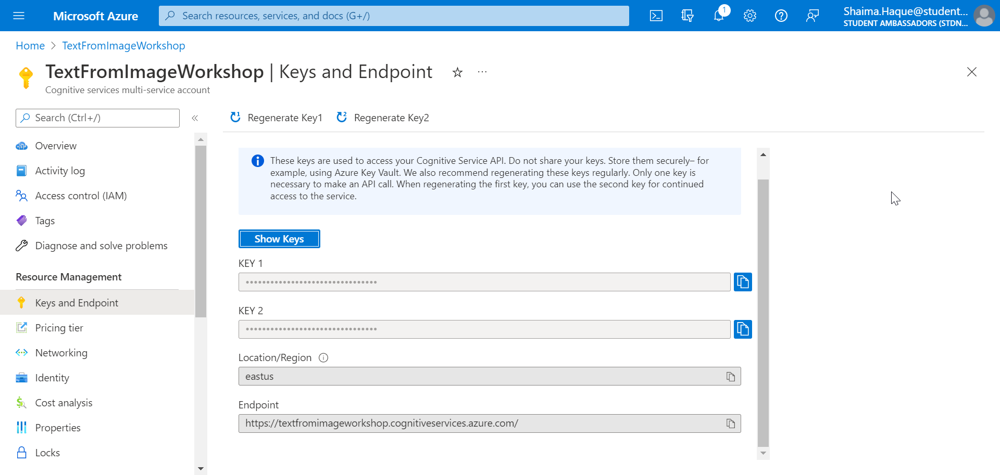 Microsoft Azure
Search resources, services, and docs (G+/)
1
Shaima.Haque@student...
STUDENT AMBASSADORS (STDN...
Home > TextFromImageWorkshop
TextFromImageWorkshop | Keys and Endpoint
Cognitive services multi-service account
Search (Ctrl+/)
Overview
Activity log
Access control (IAM)
Tags
Diagnose and solve problems
Resource Management
Keys and Endpoint
Pricing tier
Networking
Identity
Cost analysis
Properties
Locks
1 Regenerate Key1
2 Regenerate Key2
These keys are used to access your Cognitive Service API. Do not share your keys. Store them securely– for
example, using Azure Key Vault. We also recommend regenerating these keys regularly. Only one key is
necessary to make an API call. When regenerating the first key, you can use the second key for continued
access to the service.
Show Keys
KEY 1
••••••••••••••••••••••••••••••••
KEY 2
••••••••••••••••••••••••••••••••
Location/Region
eastus
Endpoint
https://textfromimageworkshop.cognitiveservices.azure.com/